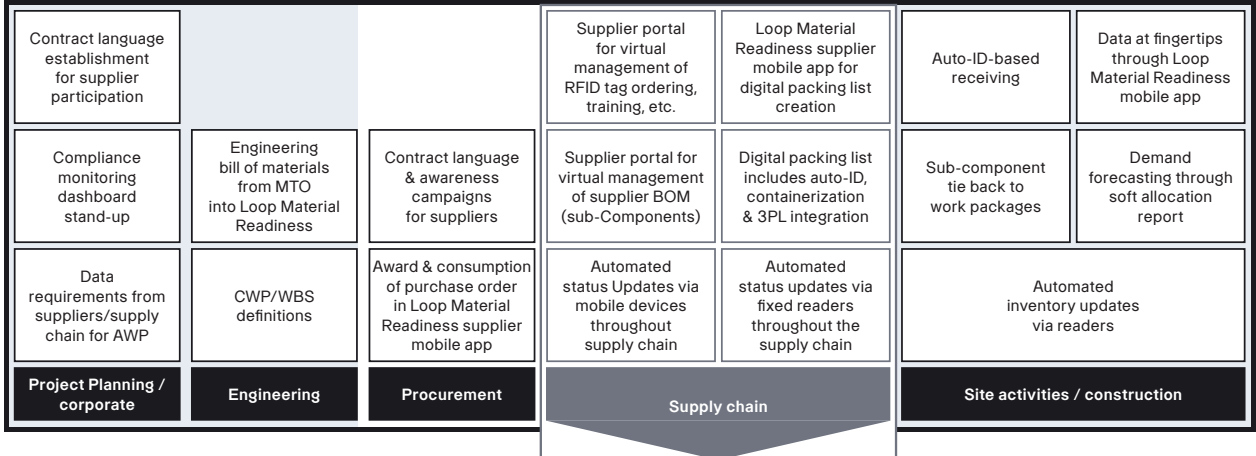 Contract language
establishment
for supplier
participation
Supplier portal
for virtual
management of
RFID tag ordering,
training, etc.
Loop Material
Readiness supplier
mobile app for
digital packing list
creation
Auto-ID-based
receiving
Data at fingertips
through Loop
Material Readiness
mobile app
Compliance
monitoring
dashboard
stand-up
Engineering
bill of materials
from MTO
into Loop Material
Readiness
Contract language
& awareness
campaigns
for suppliers
Supplier portal for
virtual management
of supplier BOM
(sub-Components)
Digital packing list
includes auto-ID,
containerization
& 3PL integration
Sub-component
tie back to
work packages
Demand
forecasting through
soft allocation
report
Data
requirements from
suppliers/supply
chain for AWP
CWP/WBS
definitions
Award & consumption
of purchase order
in Loop Material
Readiness supplier
mobile app
Automated
status Updates via
mobile devices
throughout
supply chain
Automated
status updates via
fixed readers
throughout the
supply chain
Automated
inventory updates
via readers
Project Planning /
corporate
Engineering
Procurement
Supply chain
Site activities / construction